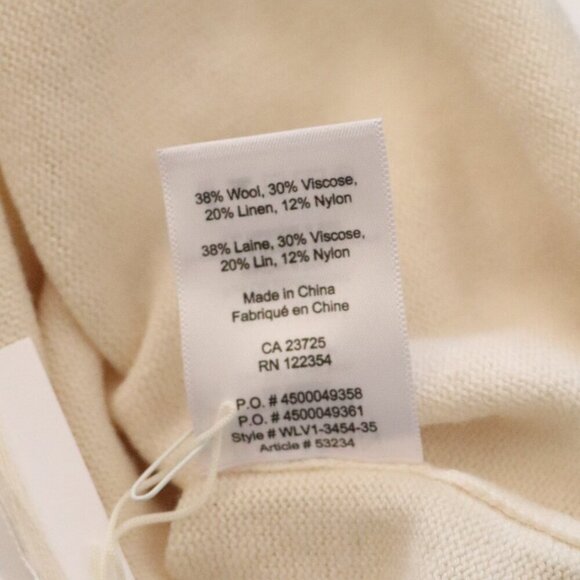 38% Wool, 30% Viscose,
20% Linen, 12% Nylon
38% Laine, 30% Viscose,
20% Lin, 12% Nylon
Made in China
Fabriqué en Chine
CA 23725
RN 122354
P.O. # 4500049358
P.O. # 4500049361
Style # WLV1-3454-35
Article # 53234